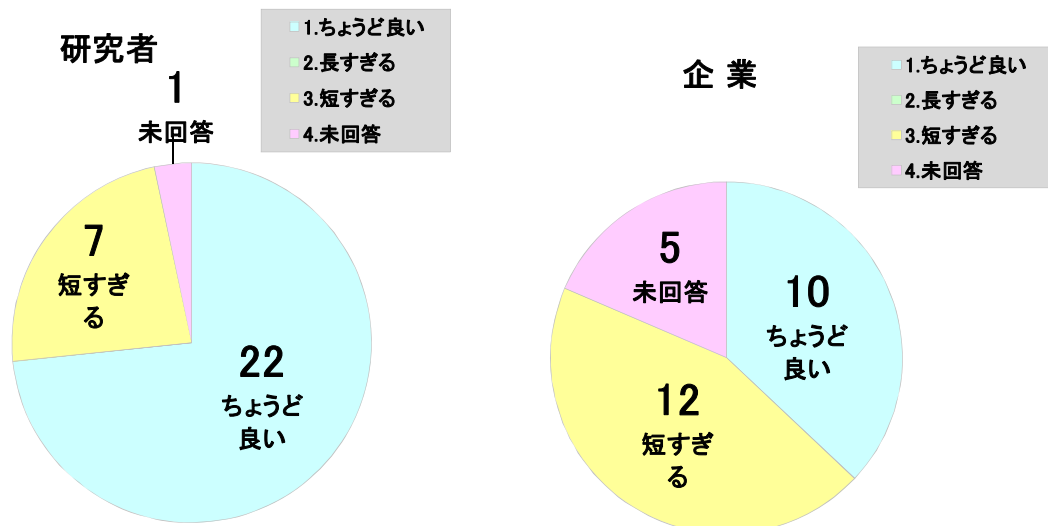 研究者
1
未回答
1.ちょうど良い
2.長すぎる
3.短すぎる
4.未回答
7
短すぎ
る
22
ちょうど
良い
企 業
1.ちょうど良い
2.長すぎる
3.短すぎる
4.未回答
5
未回答
10
ちょうど
良い
12
短すぎ
る